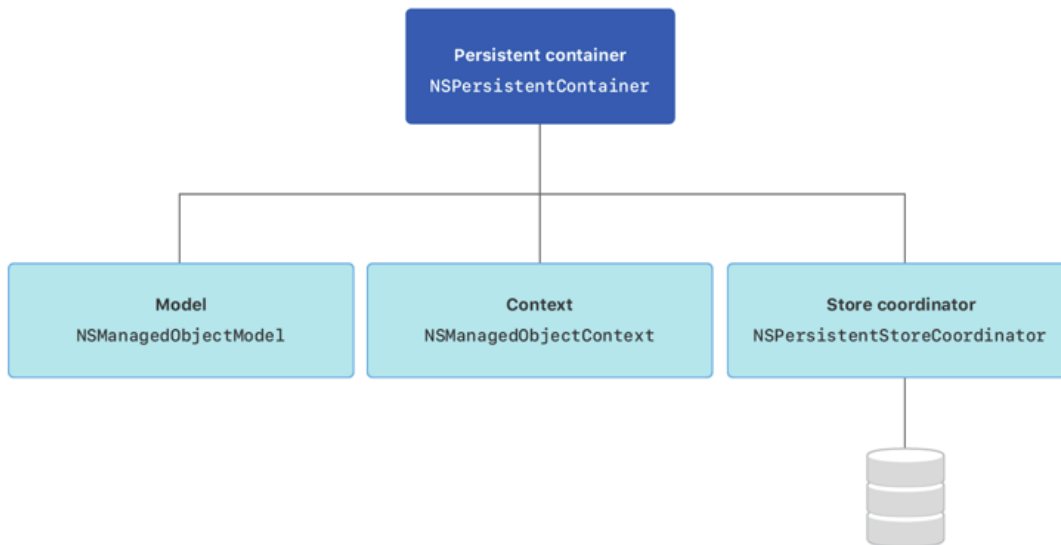 Persistent container
NSPersistentContainer
Model
NSManagedObjectModel
Context
NSManagedObjectContext
Store coordinator
NSPersistentStoreCoordinator